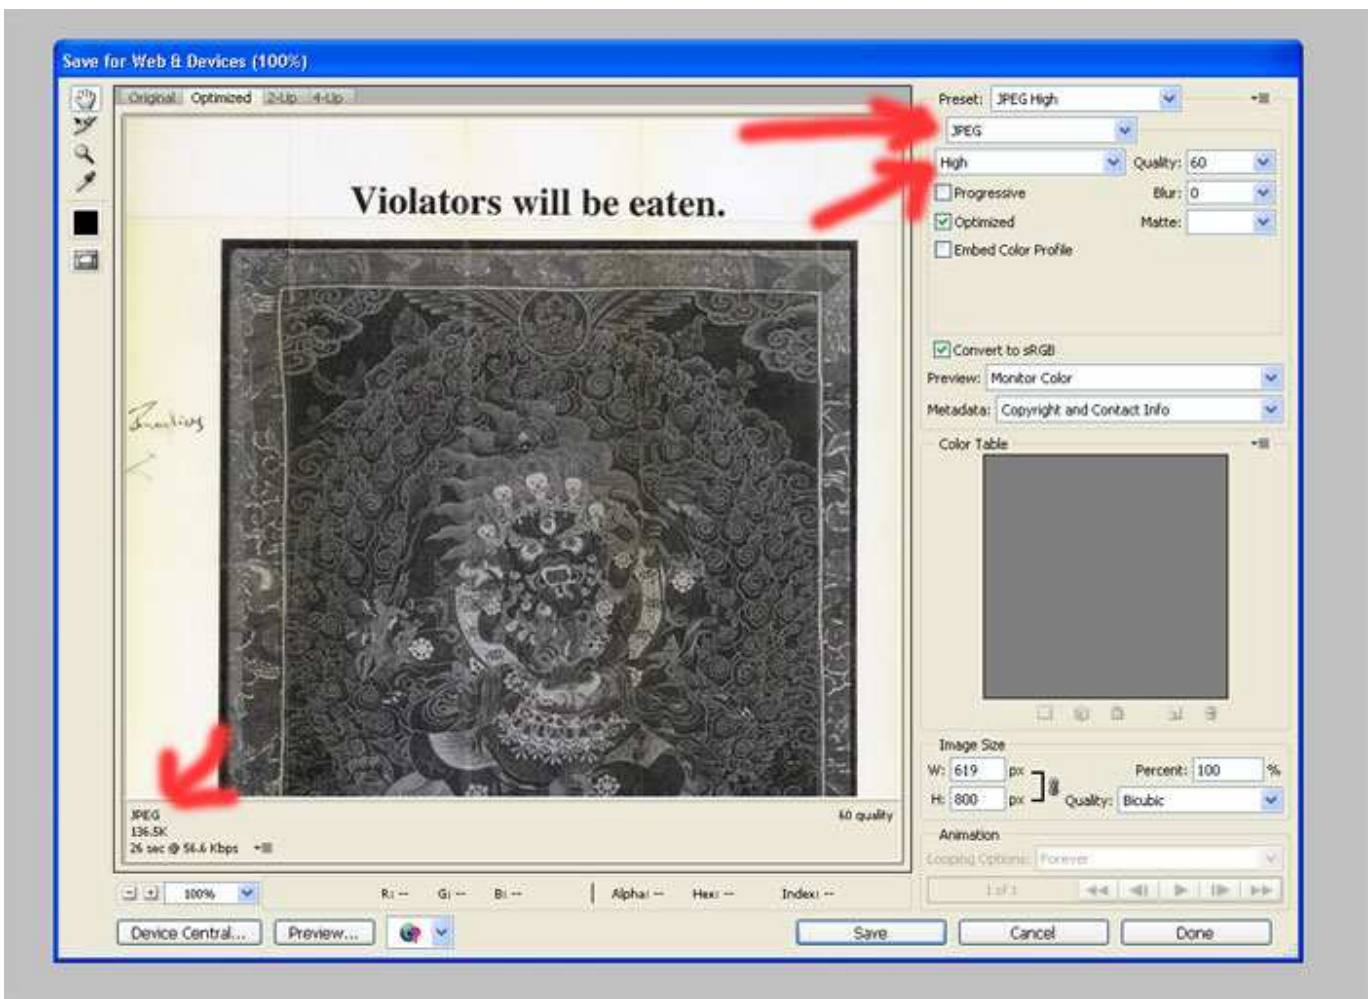 Save for Web & Devices (100%)
Original Optimized 2-Up 4-Up
Preset: JPEG High
JPEG
High Quality: 60
Progressive Blur: 0
Optimized Matte:
Embed Color Profile
Convert to sRGB
Preview: Monitor Color
Metadata: Copyright and Contact Info
Color Table
Violators will be eaten.
Image Size
W: 619 px Percent: 100 %
H: 800 px Quality: Bicubic
JPEG 60 quality
136.5K
26 sec @ 56.6 Kbps
Animation
Looping Options: Forever
1 of 1
100% R: -- G: -- B: -- Alpha: -- Hex: -- Index: --
Device Central... Preview... Save Cancel Done